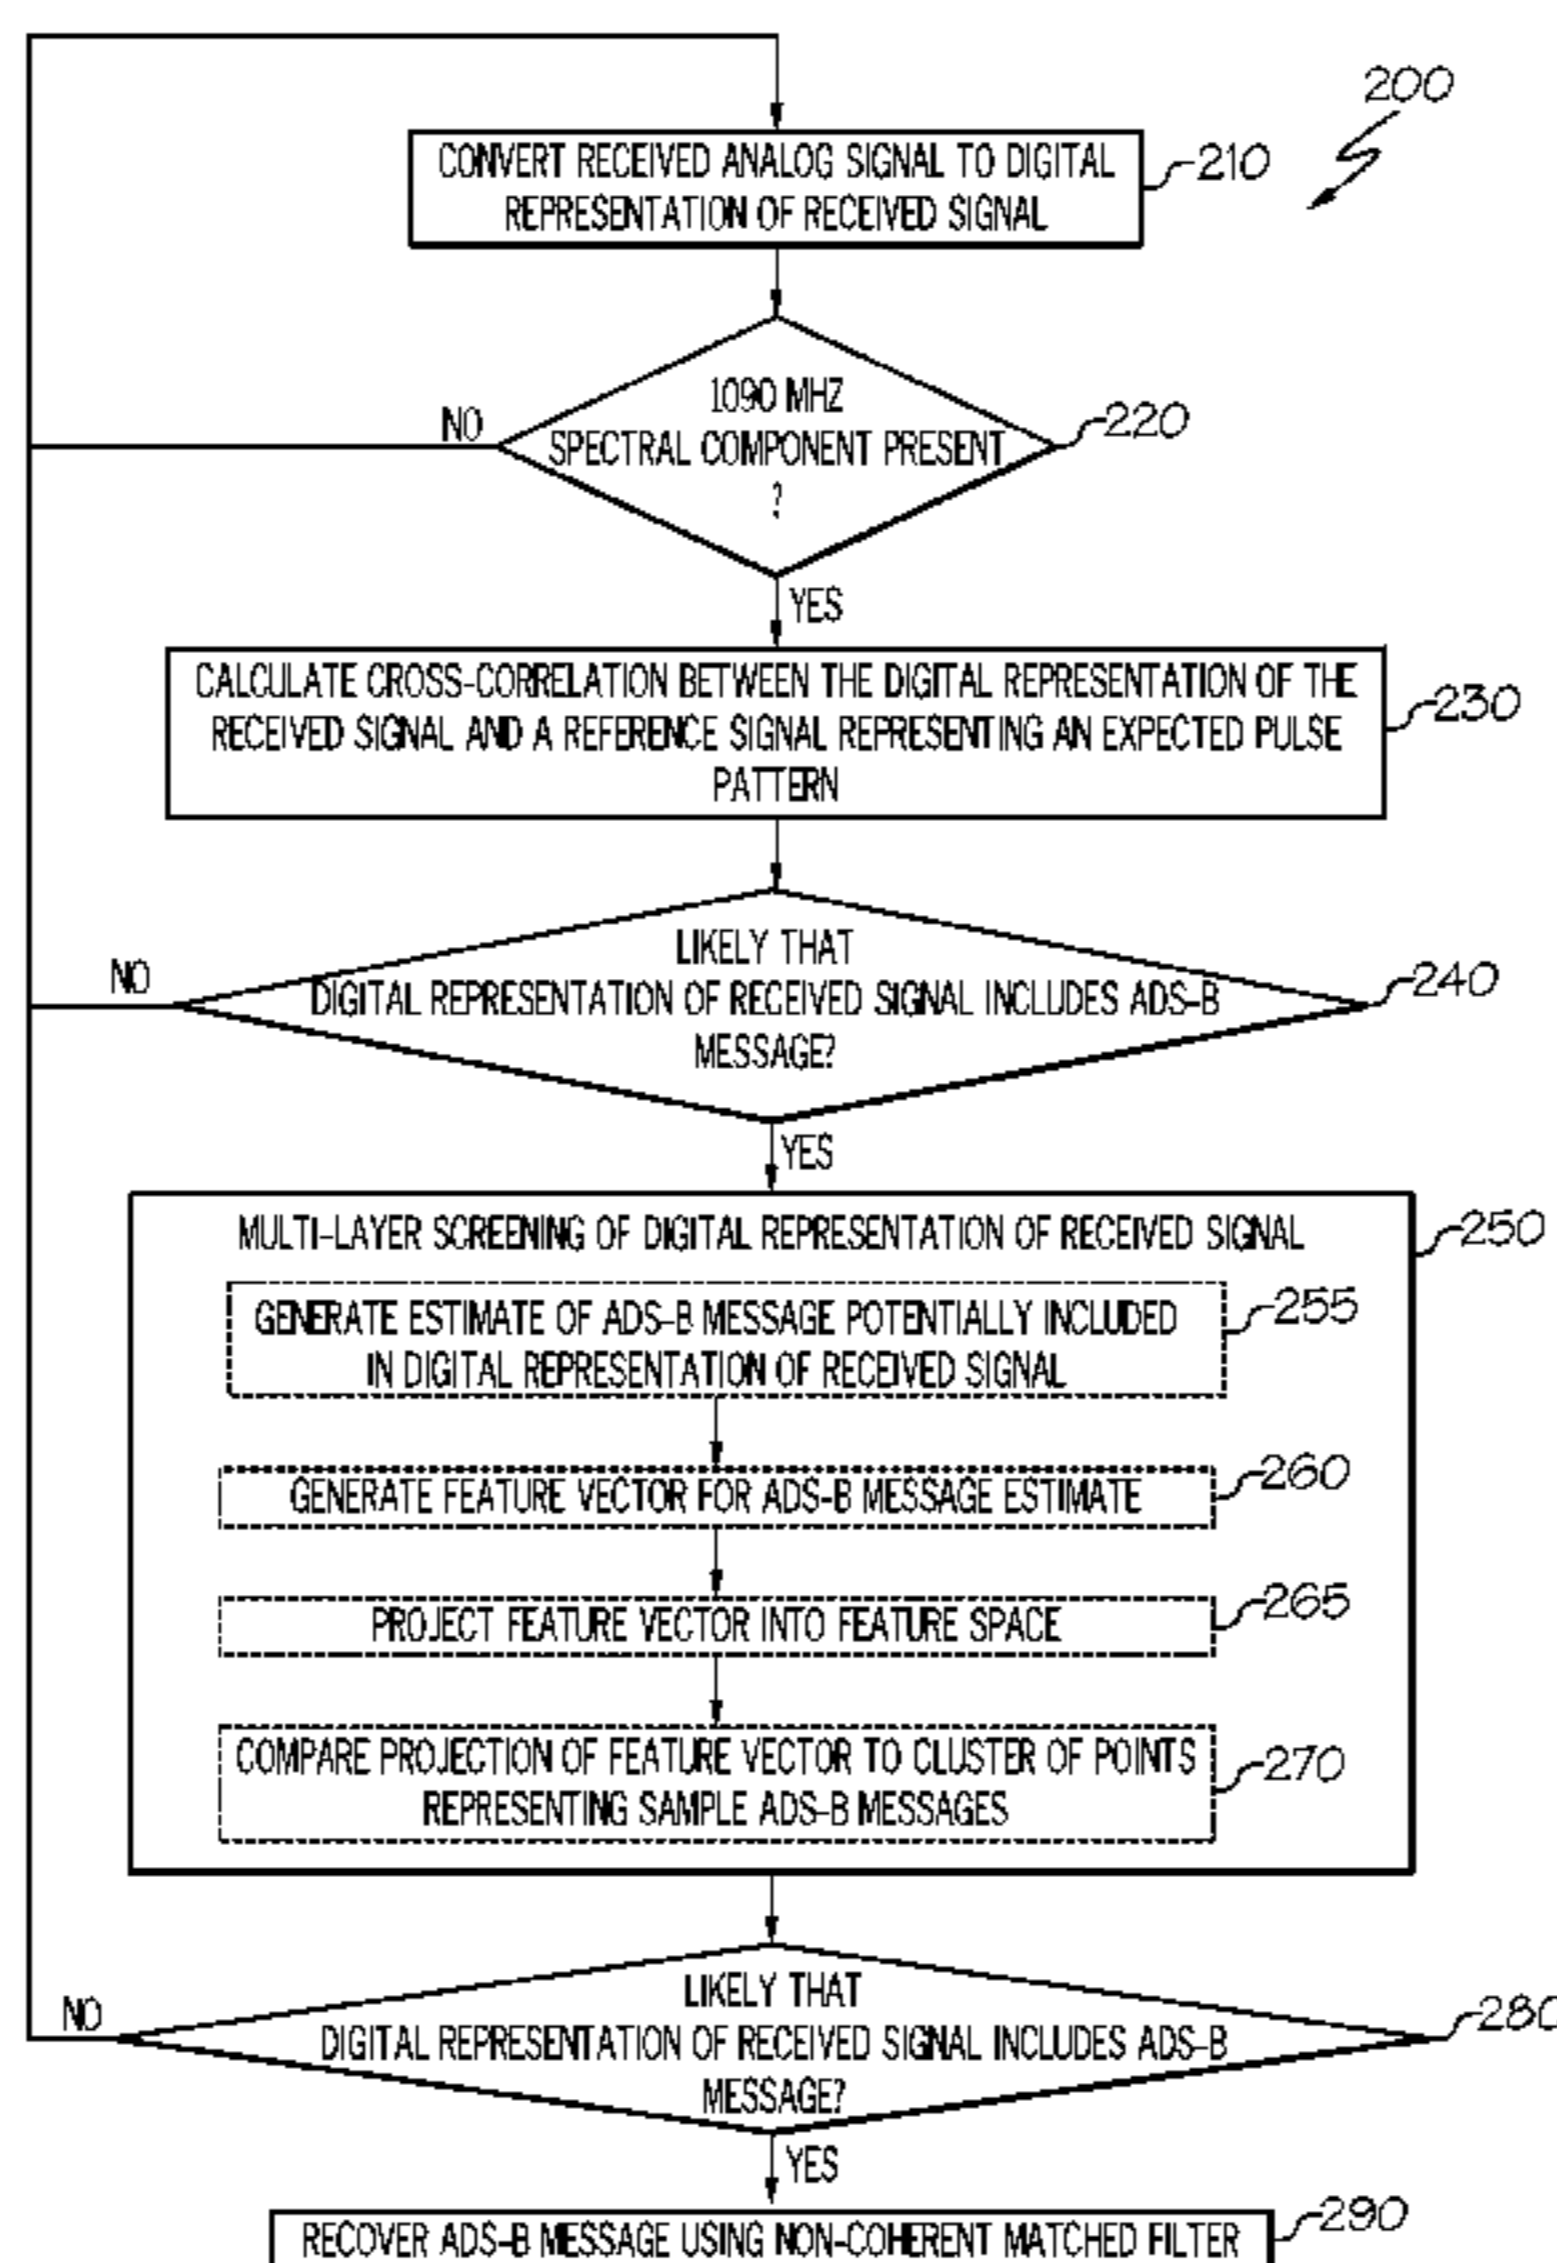 200
CONVERT RECEIVED ANALOG SIGNAL TO DIGITAL
REPRESENTATION OF RECEIVED SIGNAL
210
1090 MHZ
SPECTRAL COMPONENT PRESENT
?
220
NO
YES
CALCULATE CROSS-CORRELATION BETWEEN THE DIGITAL REPRESENTATION OF THE
RECEIVED SIGNAL AND A REFERENCE SIGNAL REPRESENTING AN EXPECTED PULSE
PATTERN
230
LIKELY THAT
DIGITAL REPRESENTATION OF RECEIVED SIGNAL INCLUDES ADS-B
MESSAGE?
240
NO
YES
MULTI-LAYER SCREENING OF DIGITAL REPRESENTATION OF RECEIVED SIGNAL
250
GENERATE ESTIMATE OF ADS-B MESSAGE POTENTIALLY INCLUDED
IN DIGITAL REPRESENTATION OF RECEIVED SIGNAL
255
GENERATE FEATURE VECTOR FOR ADS-B MESSAGE ESTIMATE
260
PROJECT FEATURE VECTOR INTO FEATURE SPACE
265
COMPARE PROJECTION OF FEATURE VECTOR TO CLUSTER OF POINTS
REPRESENTING SAMPLE ADS-B MESSAGES
270
LIKELY THAT
DIGITAL REPRESENTATION OF RECEIVED SIGNAL INCLUDES ADS-B
MESSAGE?
280
NO
YES
RECOVER ADS-B MESSAGE USING NON-COHERENT MATCHED FILTER
290